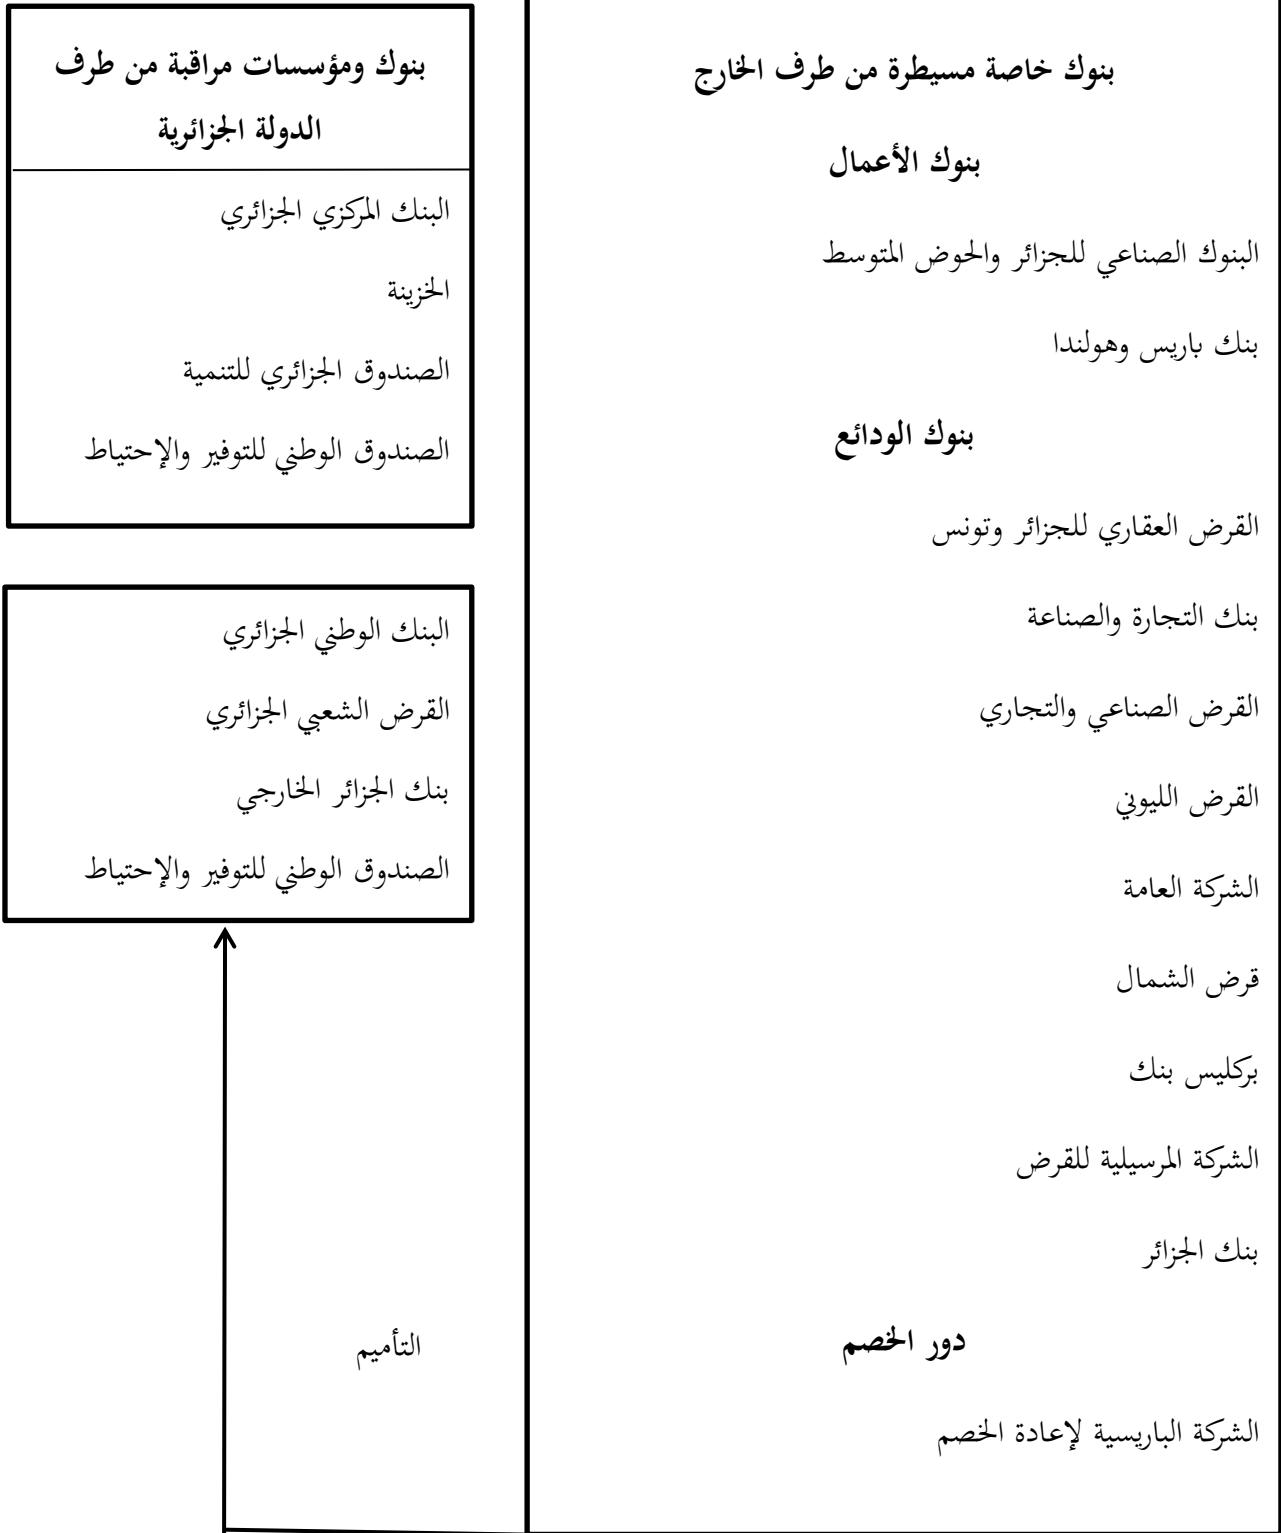 بنوك خاصة مسيطرة من طرف الخارج
بنوك الأعمال
البنوك الصناعي للجزائر والحوض المتوسط
بنك باريس وهولندا
بنوك الودائع
القرض العقاري للجزائر وتونس
بنك التجارة والصناعة
القرض الصناعي والتجاري
القرض الليوني
الشركة العامة
قرض الشمال
بركليس بنك
الشركة المرسيلية للقرض
بنك الجزائر
دور الخصم
الشركة الباريسية لإعادة الخصم
بنوك ومؤسسات مراقبة من طرف
الدولة الجزائرية
البنك المركزي الجزائري
الخزينة
الصندوق الجزائري للتنمية
الصندوق الوطني للتوفير والإحتياط
البنك الوطني الجزائري
القرض الشعبي الجزائري
بنك الجزائر الخارجي
الصندوق الوطني للتوفير والإحتياط
التأميم